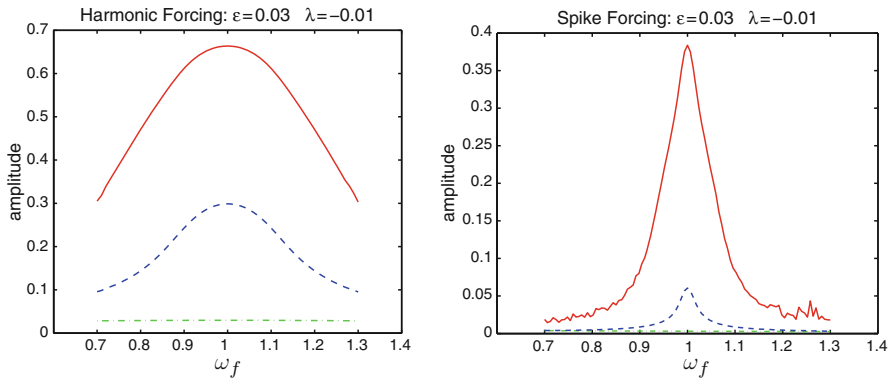 Harmonic Forcing: ε=0.03 λ=−0.01
amplitude
0.7
0.6
0.5
0.4
0.3
0.2
0.1
0
0.7 0.8 0.9 1 1.1 1.2 1.3 1.4
ω_f
Spike Forcing: ε=0.03 λ=−0.01
amplitude
0.4
0.35
0.3
0.25
0.2
0.15
0.1
0.05
0
0.7 0.8 0.9 1 1.1 1.2 1.3 1.4
ω_f